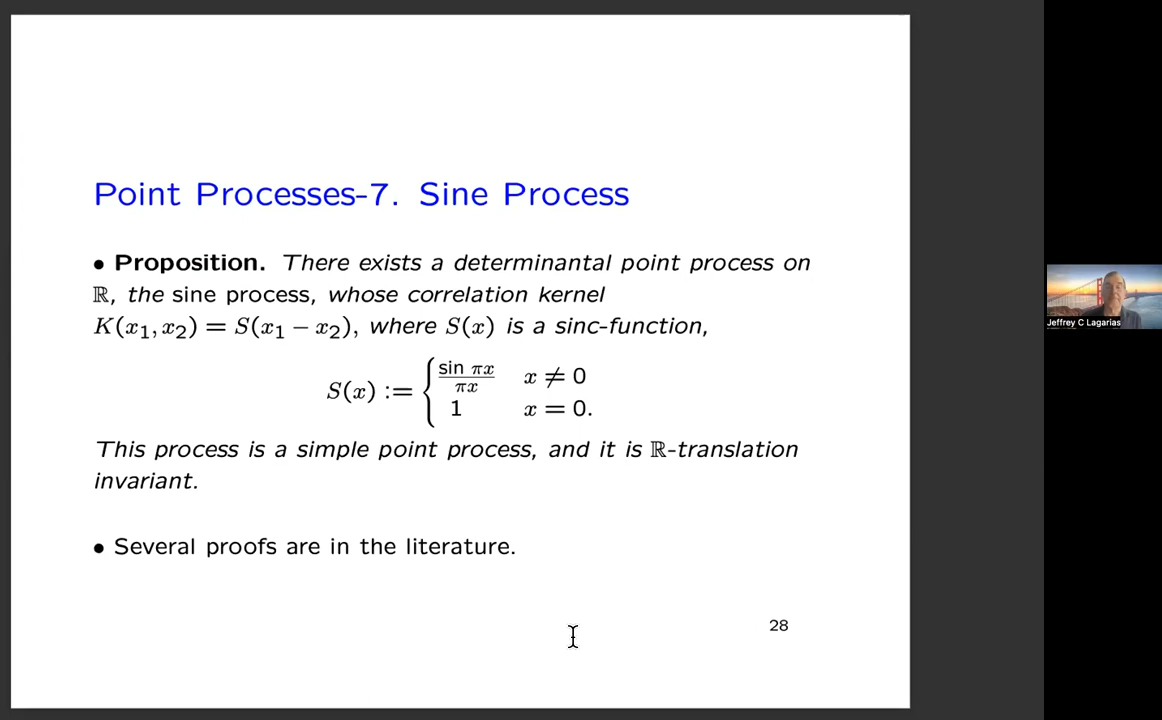 Point Processes-7. Sine Process
• Proposition. There exists a determinantal point process on
ℝ, the sine process, whose correlation kernel
K(x₁, x₂) = S(x₁ − x₂), where S(x) is a sinc-function,
S(x) := { sin πx / πx   x ≠ 0
1   x = 0.
This process is a simple point process, and it is ℝ-translation
invariant.
• Several proofs are in the literature.
28
Jeffrey C Lagarias